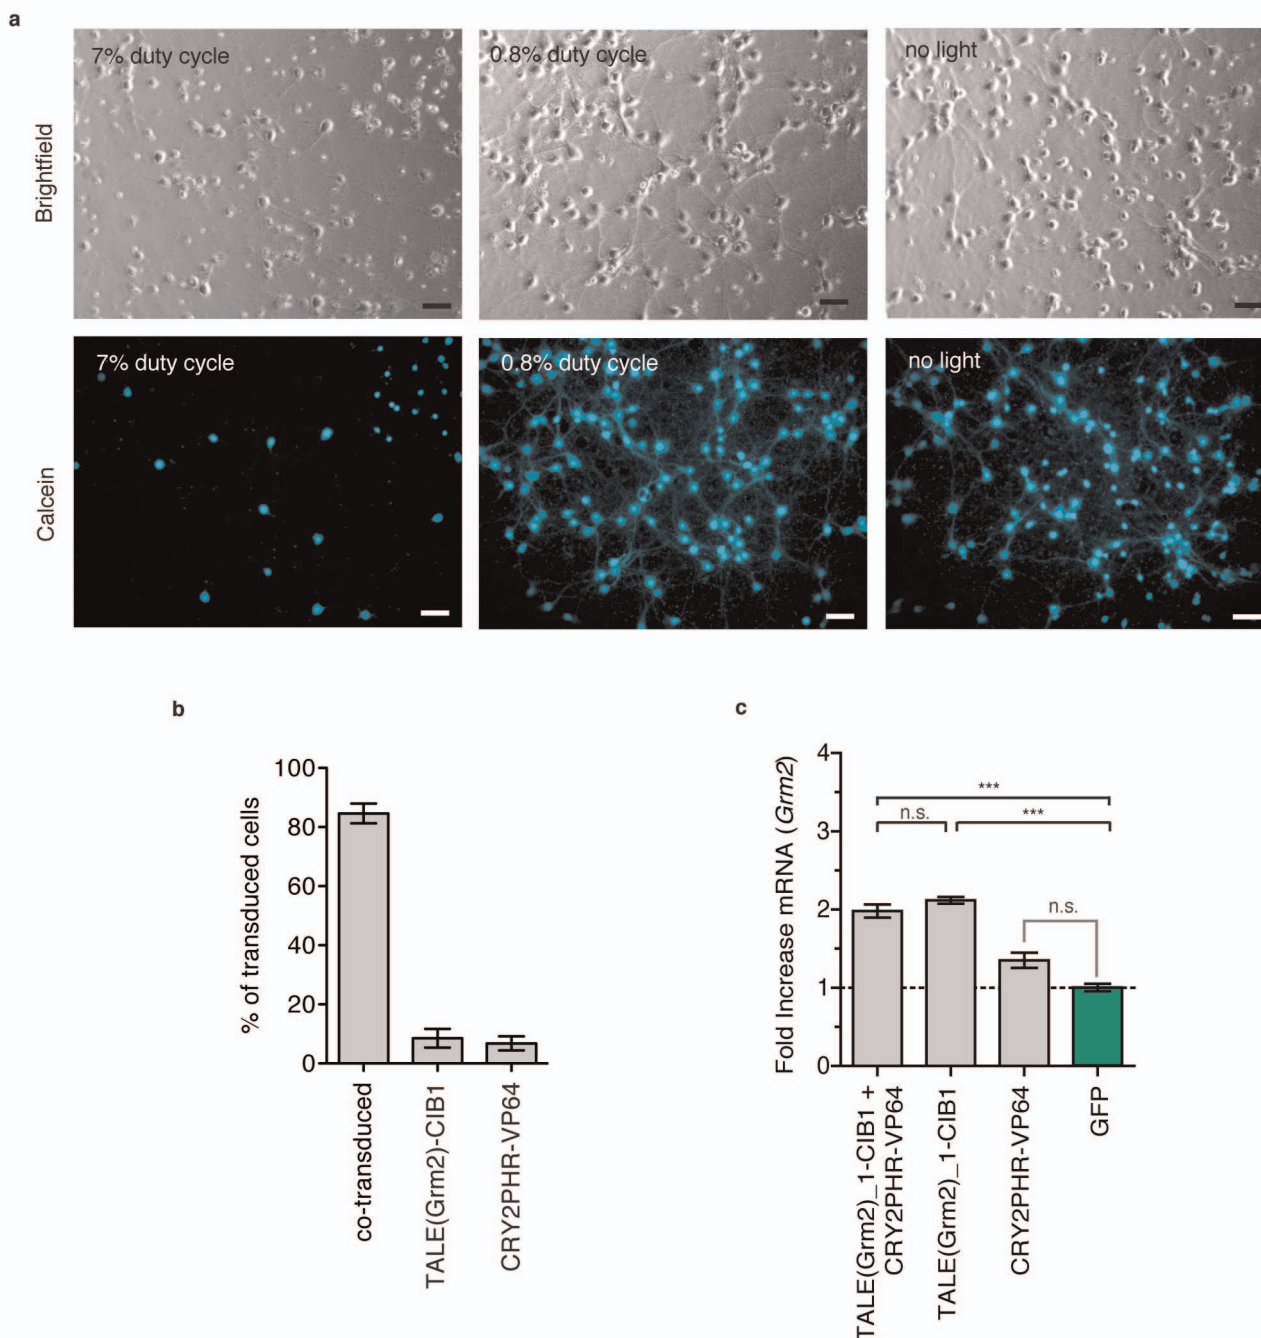 a
7% duty cycle
0.8% duty cycle
no light
Brightfield
7% duty cycle
0.8% duty cycle
no light
Calcein
b
% of transduced cells
100
80
60
40
20
0
co-transduced
TALE(Grm2)-CIB1
CRY2PHR-VP64
c
Fold Increase mRNA (Grm2)
4
3
2
1
0
***
n.s.
***
n.s.
TALE(Grm2)_1-CIB1 +
CRY2PHR-VP64
TALE(Grm2)_1-CIB1
CRY2PHR-VP64
GFP